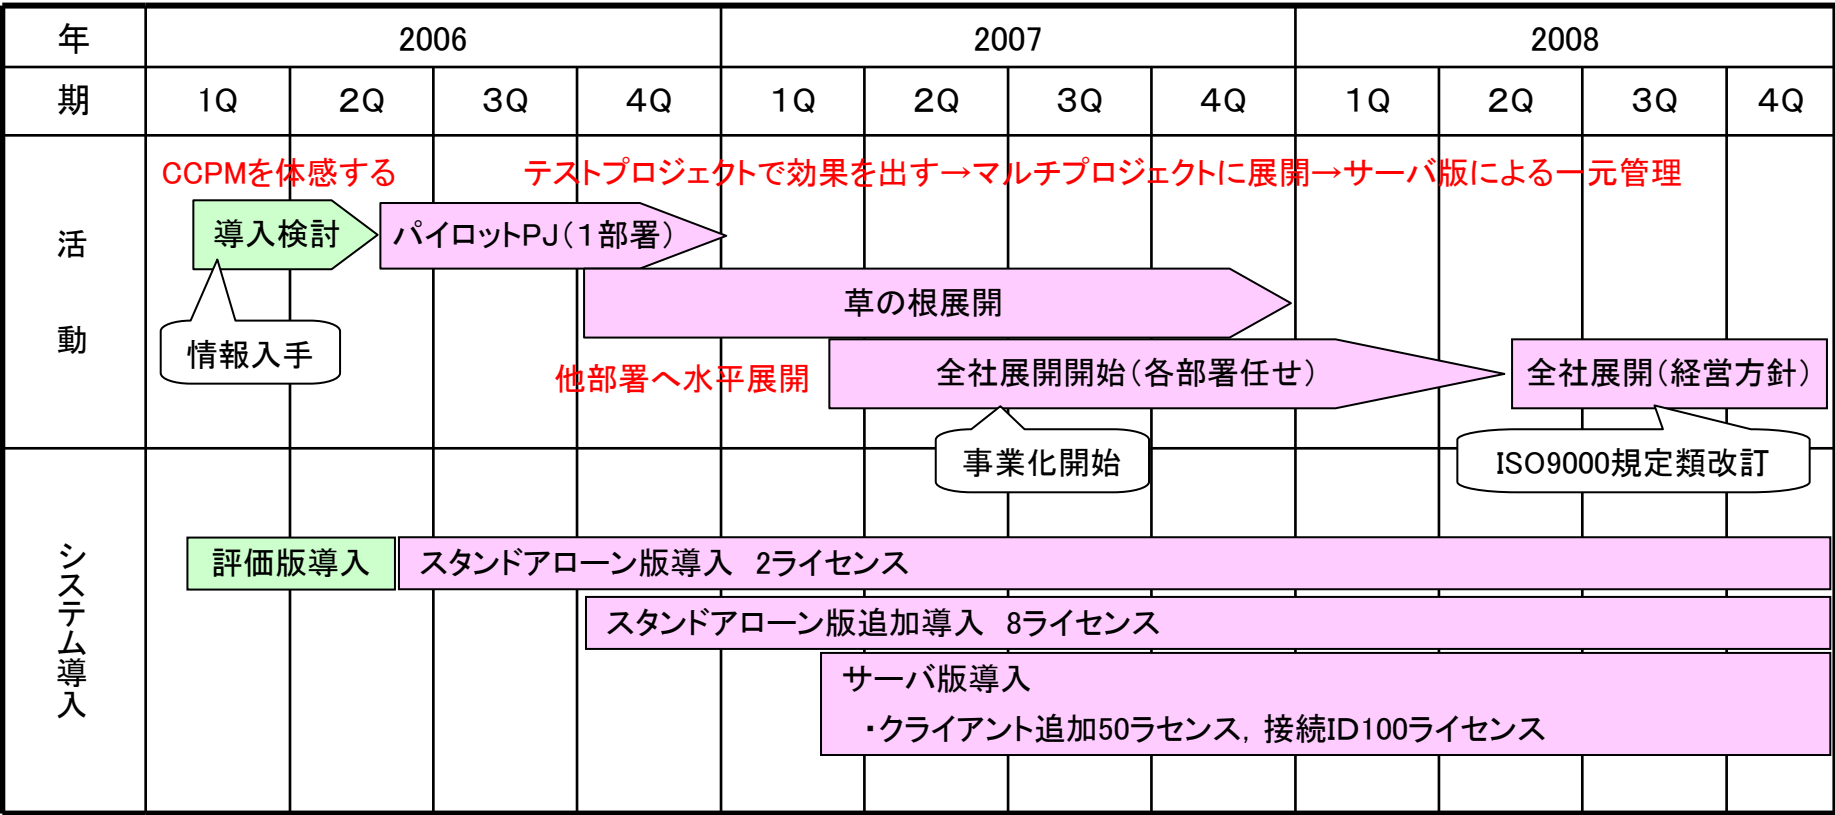 年 2006 2007 2008
期 1Q 2Q 3Q 4Q 1Q 2Q 3Q 4Q 1Q 2Q 3Q 4Q
活動
CCPMを体感する
テストプロジェクトで効果を出す→マルチプロジェクトに展開→サーバ版による一元管理
導入検討
パイロットPJ(1部署)
草の根展開
情報入手
他部署へ水平展開
全社展開開始(各部署任せ)
全社展開(経営方針)
事業化開始
ISO9000規定類改訂
システム導入
評価版導入
スタンドアローン版導入 2ライセンス
スタンドアローン版追加導入 8ライセンス
サーバ版導入
・クライアント追加50ラセンス, 接続ID100ライセンス